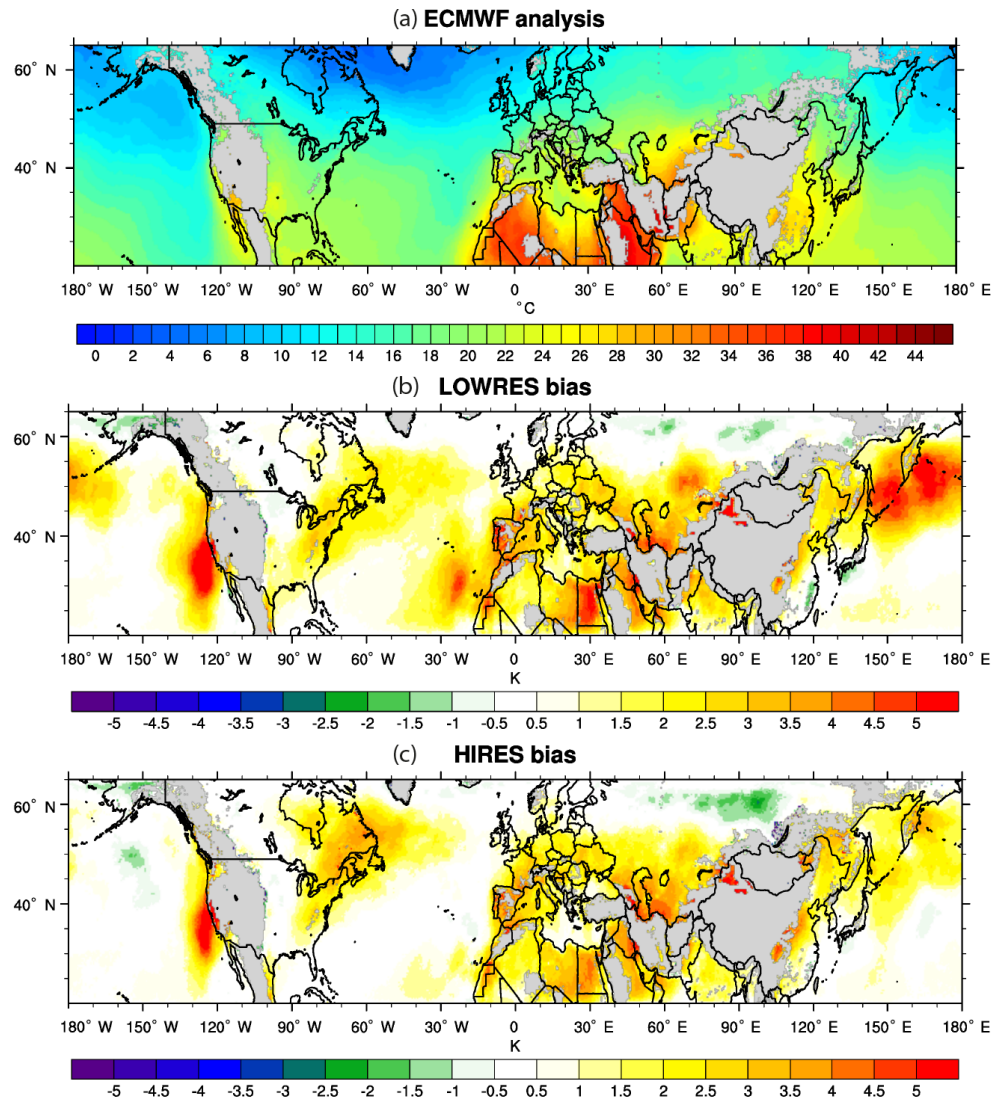 (a) ECMWF analysis
60° N
40° N
180° W 150° W 120° W 90° W 60° W 30° W 0 30° E 60° E 90° E 120° E 150° E 180° E
°C
0 2 4 6 8 10 12 14 16 18 20 22 24 26 28 30 32 34 36 38 40 42 44
(b) LOWRES bias
60° N
40° N
180° W 150° W 120° W 90° W 60° W 30° W 0 30° E 60° E 90° E 120° E 150° E 180° E
K
-5 -4.5 -4 -3.5 -3 -2.5 -2 -1.5 -1 -0.5 0.5 1 1.5 2 2.5 3 3.5 4 4.5 5
(c) HIRES bias
60° N
40° N
180° W 150° W 120° W 90° W 60° W 30° W 0 30° E 60° E 90° E 120° E 150° E 180° E
K
-5 -4.5 -4 -3.5 -3 -2.5 -2 -1.5 -1 -0.5 0.5 1 1.5 2 2.5 3 3.5 4 4.5 5